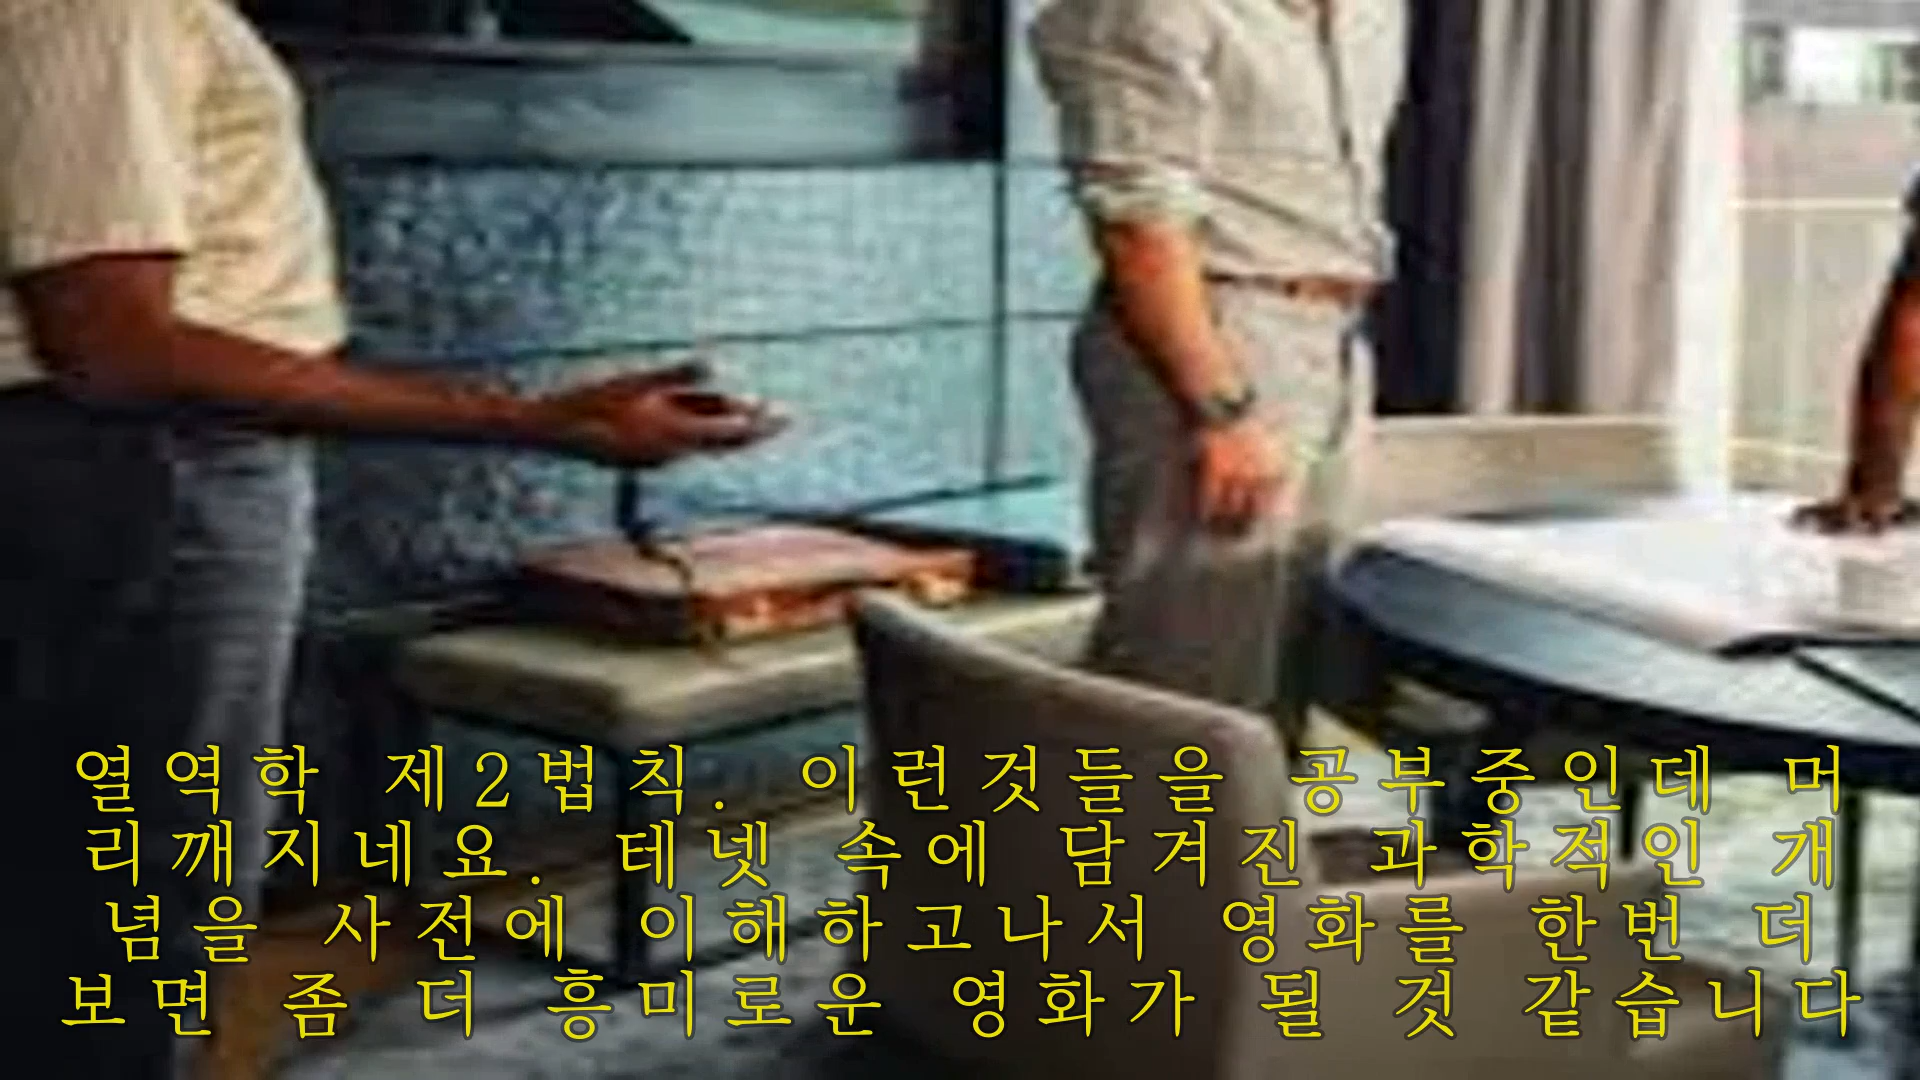 열역학 제2법칙. 이런것들을 공부중인데 머
리깨지네요. 테넷 속에 담겨진 과학적인 개
념을 사전에 이해하고나서 영화를 한번 더
보면 좀 더 흥미로운 영화가 될 것 같습니다